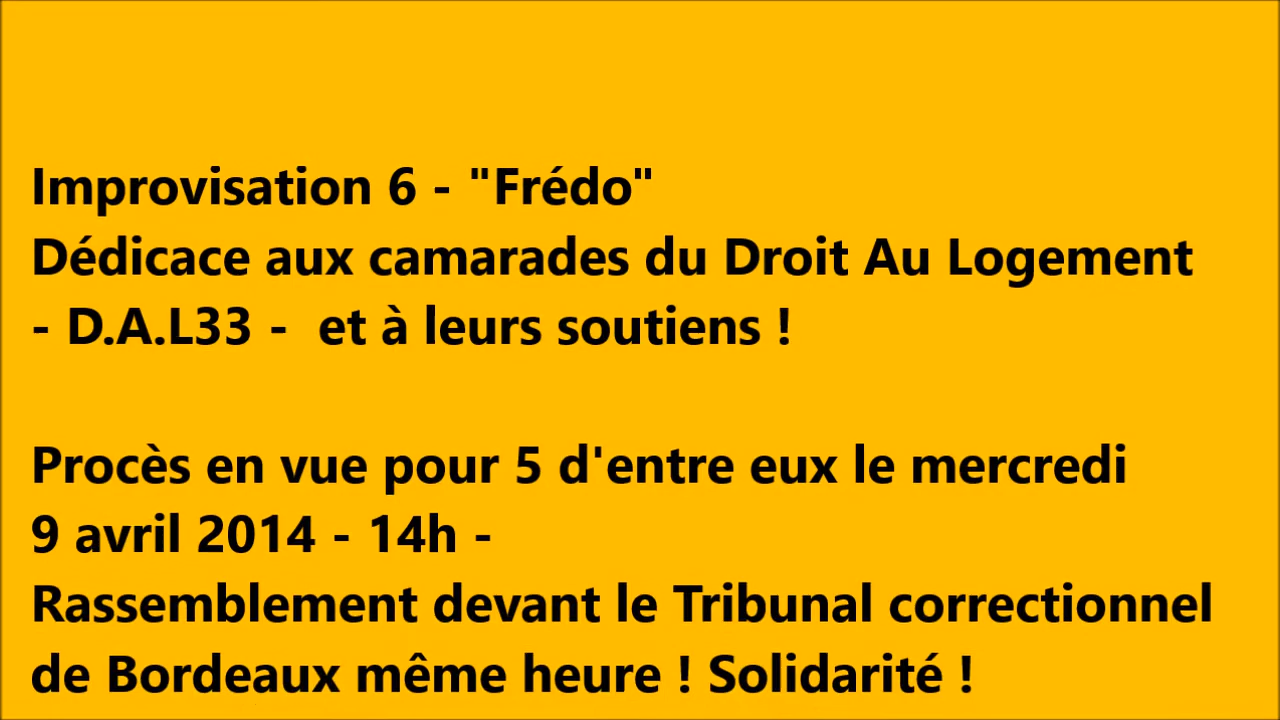 Improvisation 6 - "Frédo"
Dédicace aux camarades du Droit Au Logement
- D.A.L33 -  et à leurs soutiens !
Procès en vue pour 5 d'entre eux le mercredi
9 avril 2014 - 14h -
Rassemblement devant le Tribunal correctionnel
de Bordeaux même heure ! Solidarité !